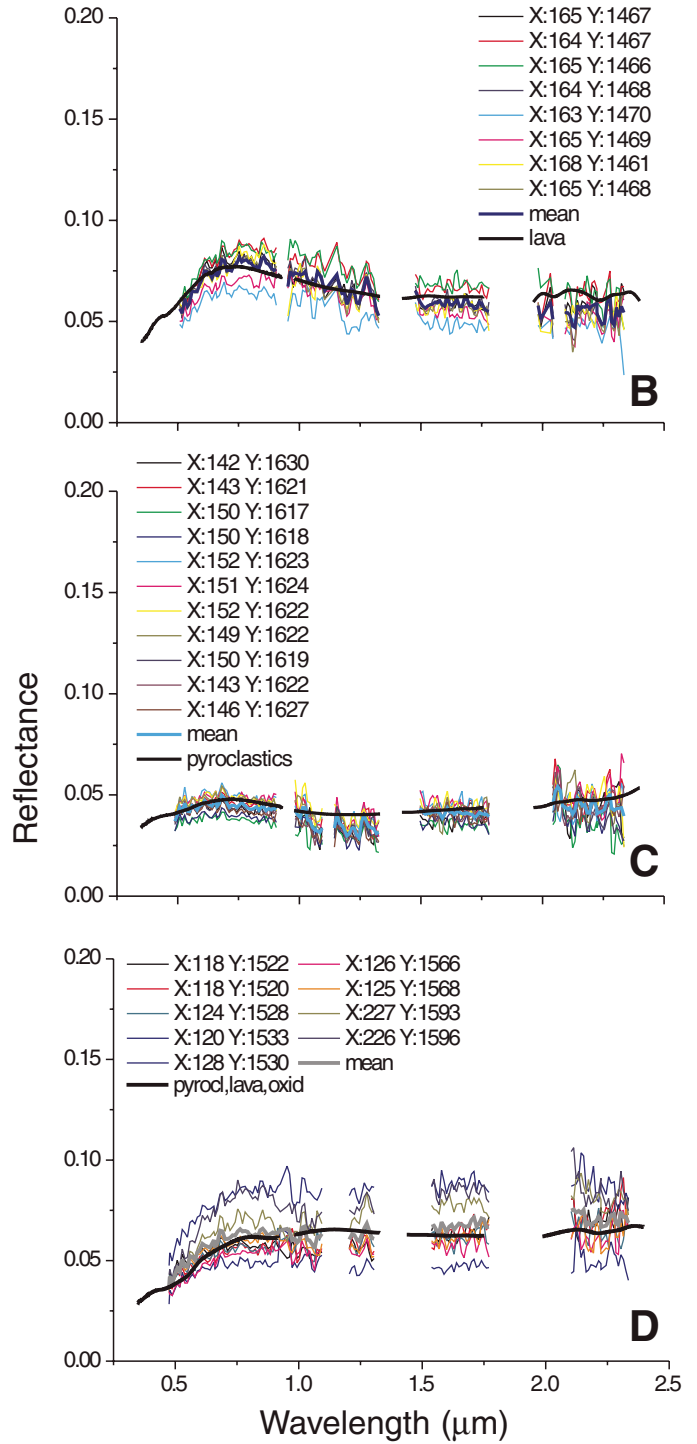 0.20
0.15
0.10
0.05
0.00
X:165 Y:1467
X:164 Y:1467
X:165 Y:1466
X:164 Y:1468
X:163 Y:1470
X:165 Y:1469
X:168 Y:1461
X:165 Y:1468
mean
lava
B
0.20
0.15
0.10
0.05
0.00
X:142 Y:1630
X:143 Y:1621
X:150 Y:1617
X:150 Y:1618
X:152 Y:1623
X:151 Y:1624
X:152 Y:1622
X:149 Y:1622
X:150 Y:1619
X:143 Y:1622
X:146 Y:1627
mean
pyroclastics
C
Reflectance
0.20
0.15
0.10
0.05
0.00
X:118 Y:1522 X:126 Y:1566
X:118 Y:1520 X:125 Y:1568
X:124 Y:1528 X:227 Y:1593
X:120 Y:1533 X:226 Y:1596
X:128 Y:1530 mean
pyrocl,lava,oxid
D
0.5 1.0 1.5 2.0 2.5
Wavelength (μm)